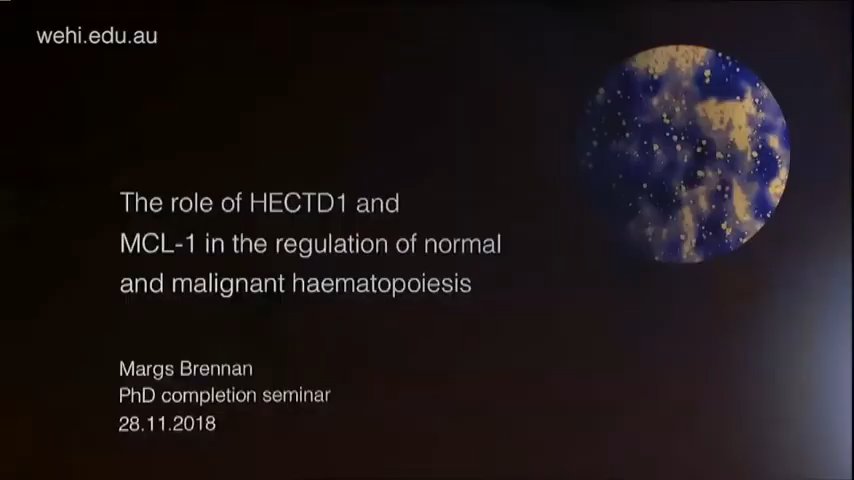 wehi.edu.au
The role of HECTD1 and
MCL-1 in the regulation of normal
and malignant haematopoiesis
Margs Brennan
PhD completion seminar
28.11.2018